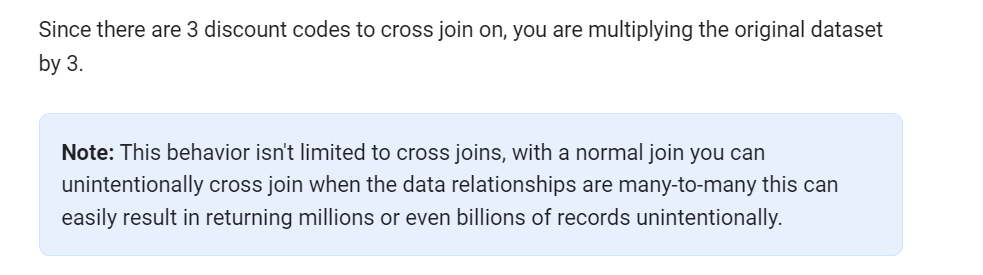 Since there are 3 discount codes to cross join on, you are multiplying the original dataset
by 3.
Note: This behavior isn't limited to cross joins, with a normal join you can
unintentionally cross join when the data relationships are many-to-many this can
easily result in returning millions or even billions of records unintentionally.